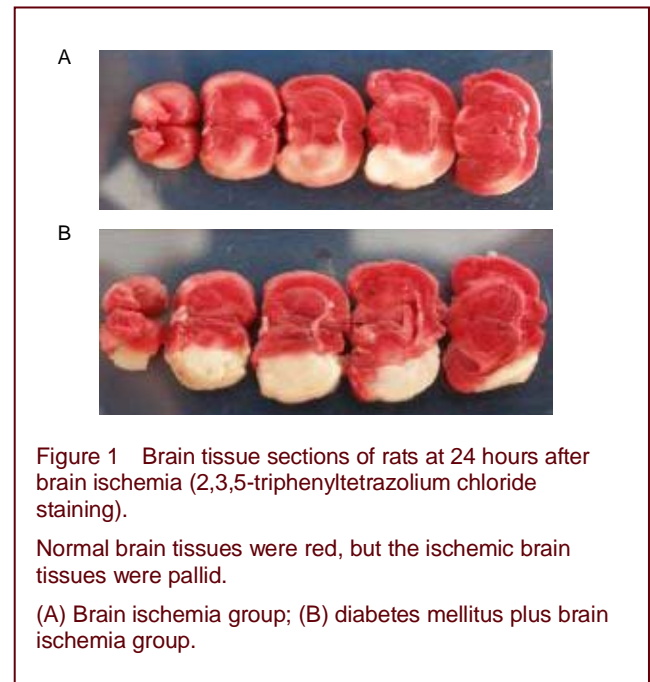 A
B
Figure 1 Brain tissue sections of rats at 24 hours after
brain ischemia (2,3,5-triphenyltetrazolium chloride
staining).
Normal brain tissues were red, but the ischemic brain
tissues were pallid.
(A) Brain ischemia group; (B) diabetes mellitus plus brain
ischemia group.